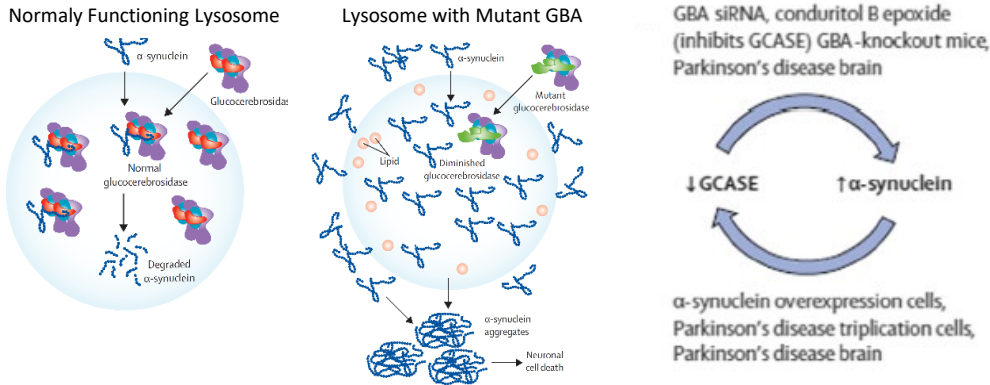 Normaly Functioning Lysosome
α-synuclein
Glucocerebrosidas
Normal
glucocerebrosidase
Degraded
α-synuclein
Lysosome with Mutant GBA
α-synuclein
Mutant
glucocerebrosidase
Lipid
Diminished
glucocerebrosidase
α-synuclein
aggregates
Neuronal
cell death
GBA siRNA, conduritol B epoxide
(inhibits GCASE) GBA-knockout mice,
Parkinson's disease brain
↓GCASE
↑α-synuclein
α-synuclein overexpression cells,
Parkinson's disease triplication cells,
Parkinson's disease brain